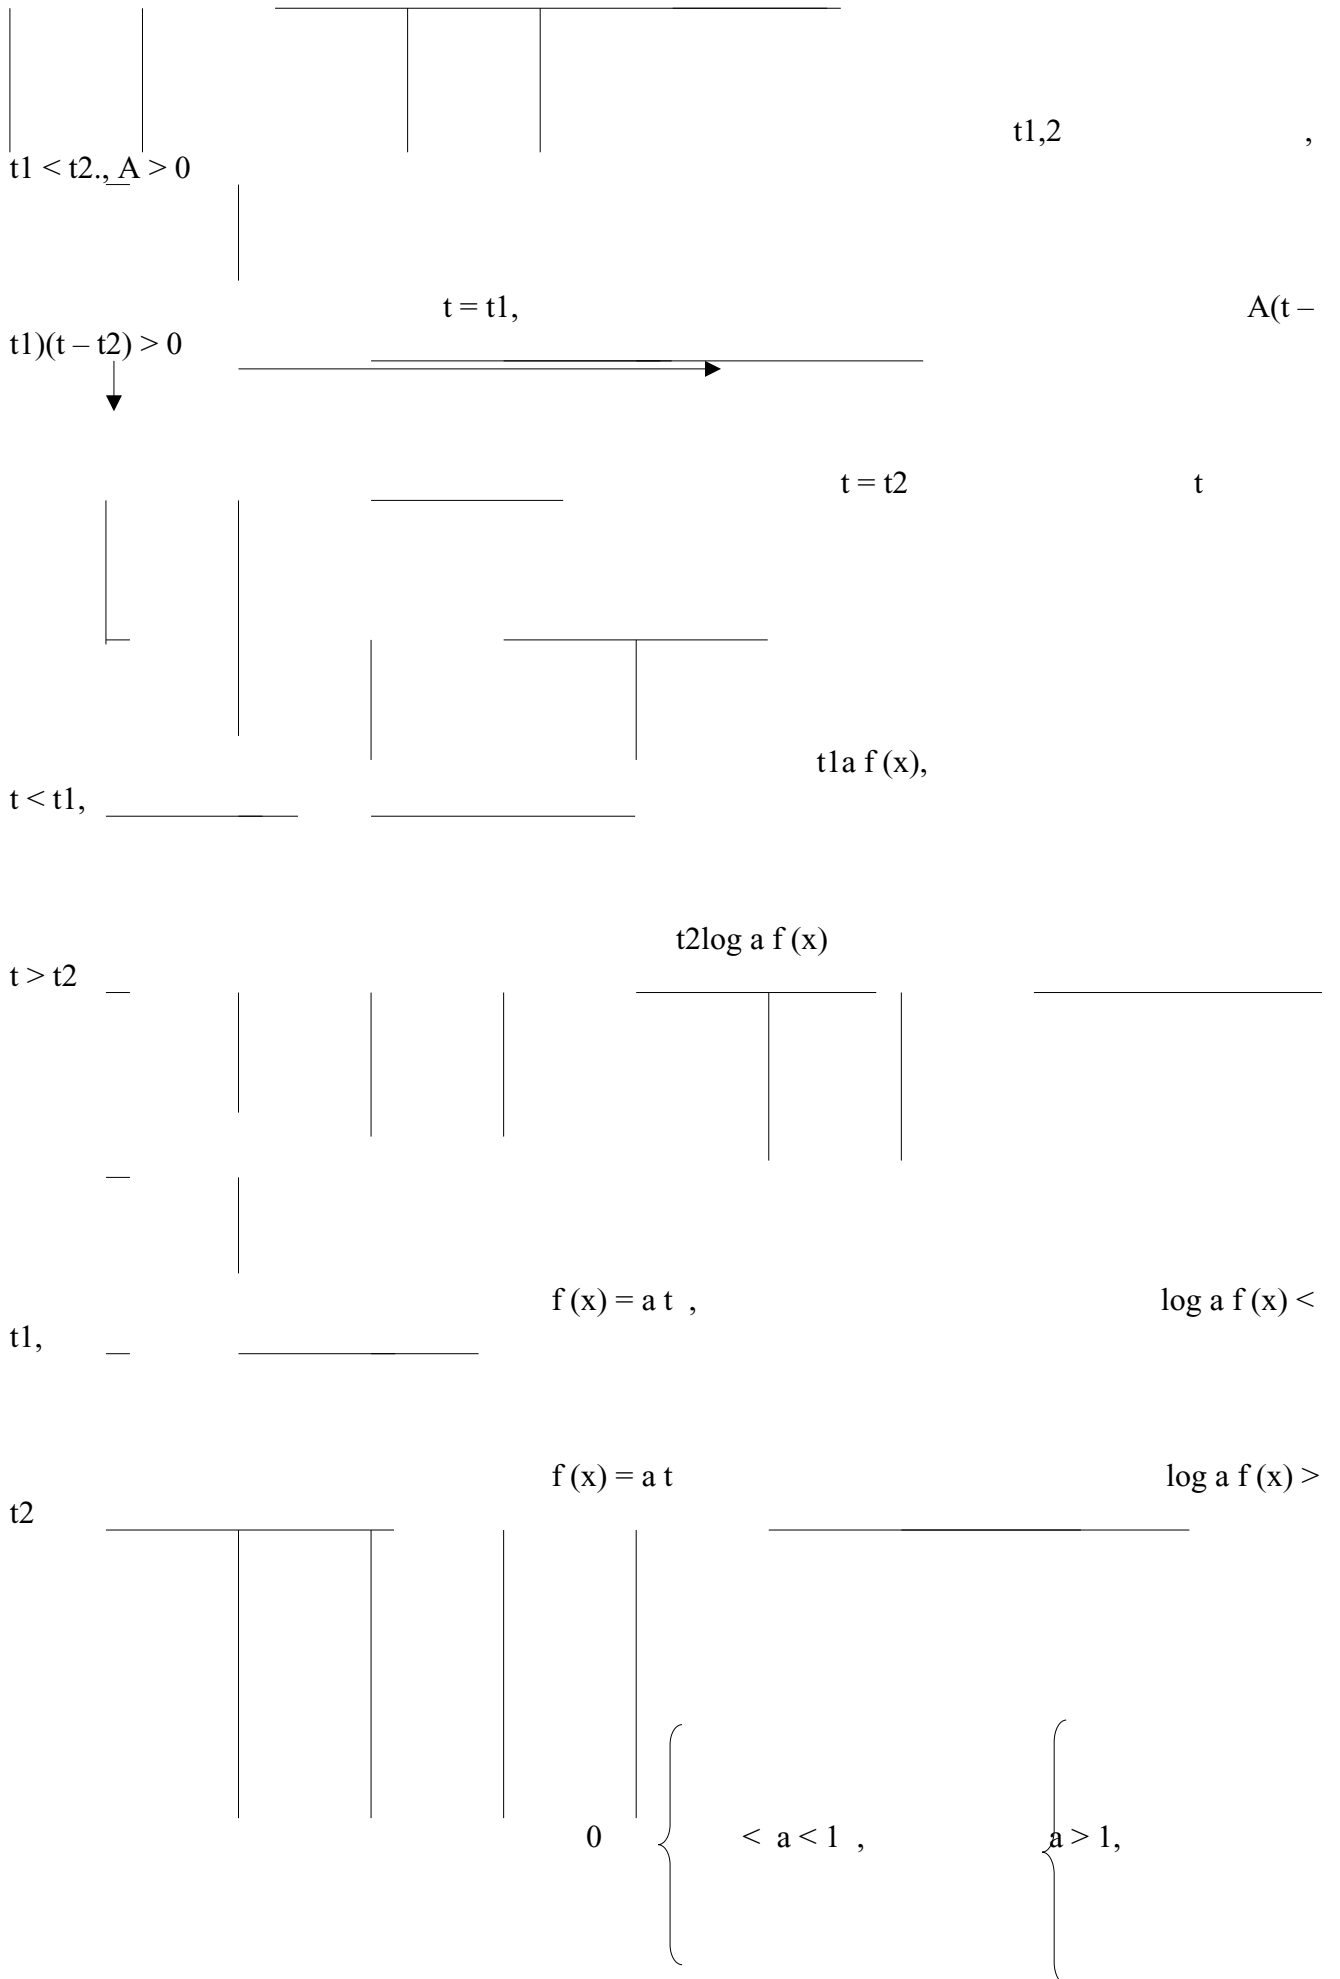 t1,2 ,
t1 < t2., A > 0
t = t1, A(t –
t1)(t – t2) > 0
t = t2 t
t1a f (x),
t < t1,
t2log a f (x)
t > t2
f (x) = a t , log a f (x) <
t1,
f (x) = a t log a f (x) >
t2
0 < a < 1 , a > 1,